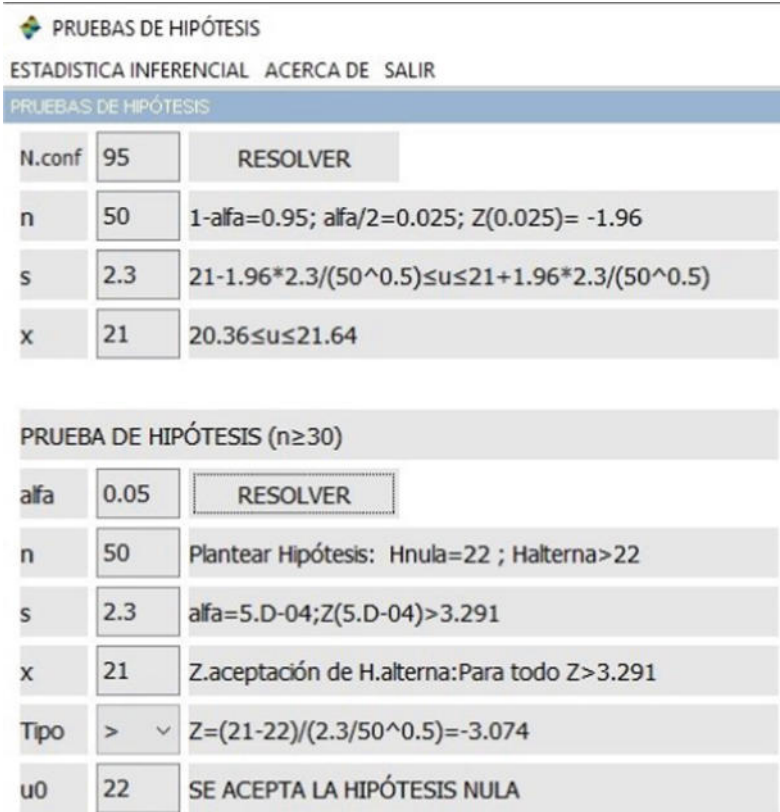 PRUEBAS DE HIPÓTESIS
ESTADISTICA INFERENCIAL ACERCA DE SALIR
PRUEBAS DE HIPÓTESIS
N.conf 95 RESOLVER
n 50 1-alfa=0.95; alfa/2=0.025; Z(0.025)= -1.96
s 2.3 21-1.96*2.3/(50^0.5)≤u≤21+1.96*2.3/(50^0.5)
x 21 20.36≤u≤21.64
PRUEBA DE HIPÓTESIS (n≥30)
alfa 0.05 RESOLVER
n 50 Plantear Hipótesis: Hnula=22 ; Halterna>22
s 2.3 alfa=5.D-04;Z(5.D-04)>3.291
x 21 Z.aceptación de H.alterna:Para todo Z>3.291
Tipo > Z=(21-22)/(2.3/50^0.5)=-3.074
u0 22 SE ACEPTA LA HIPÓTESIS NULA